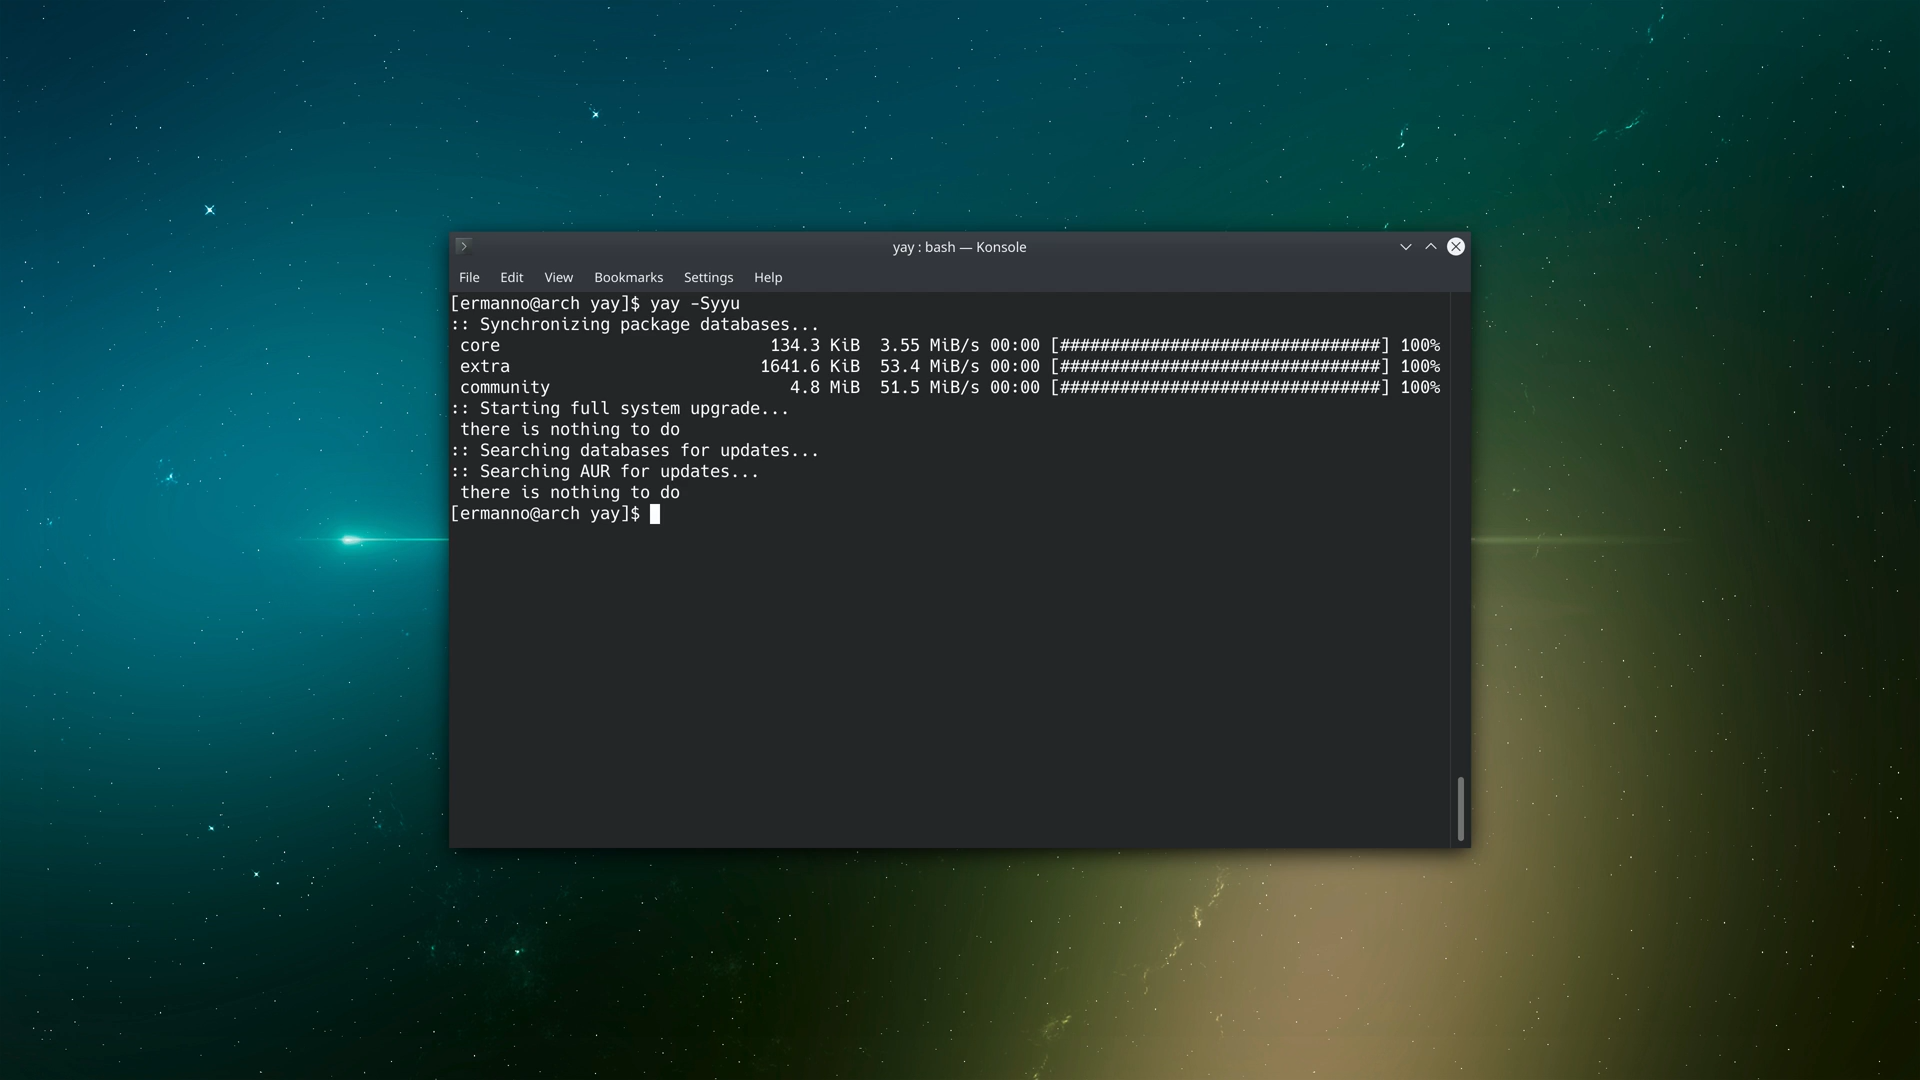 yay : bash — Konsole
File Edit View Bookmarks Settings Help
[ermanno@arch yay]$ yay -Syyu
:: Synchronizing package databases...
 core                           134.3 KiB  3.55 MiB/s 00:00 [################################] 100%
 extra                         1641.6 KiB  53.4 MiB/s 00:00 [################################] 100%
 community                        4.8 MiB  51.5 MiB/s 00:00 [################################] 100%
:: Starting full system upgrade...
 there is nothing to do
:: Searching databases for updates...
:: Searching AUR for updates...
 there is nothing to do
[ermanno@arch yay]$